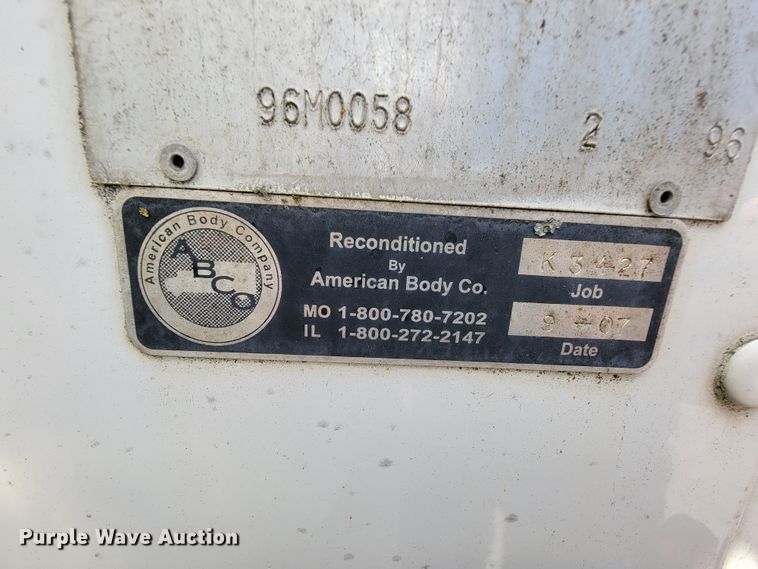 96M0058 2 96
American Body Company
ABCO
Reconditioned
By
American Body Co.
MO 1-800-780-7202
IL 1-800-272-2147
Job
9-07
Date
Purple Wave Auction